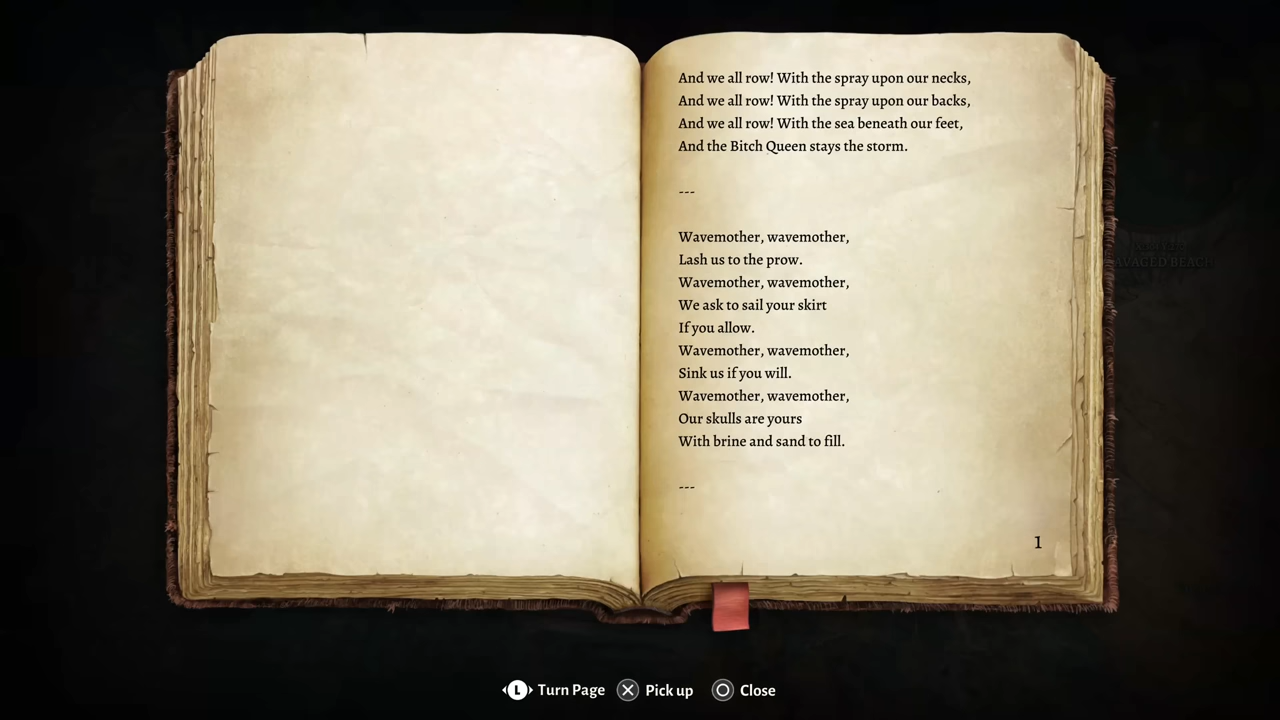 And we all row! With the spray upon our necks,
And we all row! With the spray upon our backs,
And we all row! With the sea beneath our feet,
And the Bitch Queen stays the storm.
---
Wavemother, wavemother,
Lash us to the prow.
Wavemother, wavemother,
We ask to sail your skirt
If you allow.
Wavemother, wavemother,
Sink us if you will.
Wavemother, wavemother,
Our skulls are yours
With brine and sand to fill.
---
1
L Turn Page Pick up Close